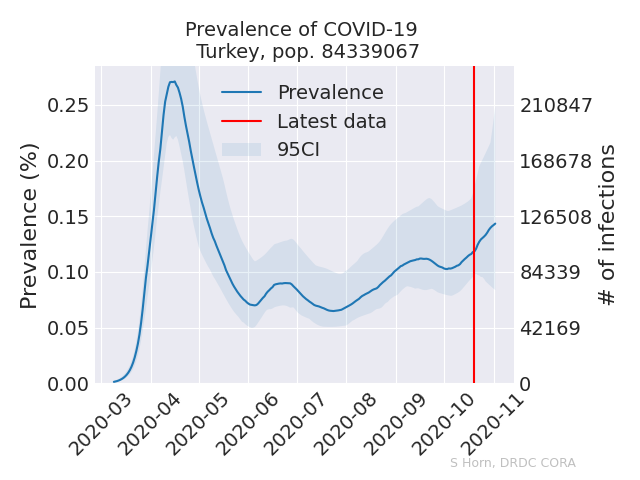 Prevalence of COVID-19
Turkey, pop. 84339067
Prevalence (%)
0.25
0.20
0.15
0.10
0.05
0.00
Prevalence
Latest data
95CI
210847
168678
126508
84339
42169
0
# of infections
2020-03
2020-04
2020-05
2020-06
2020-07
2020-08
2020-09
2020-10
2020-11
S Horn, DRDC CORA